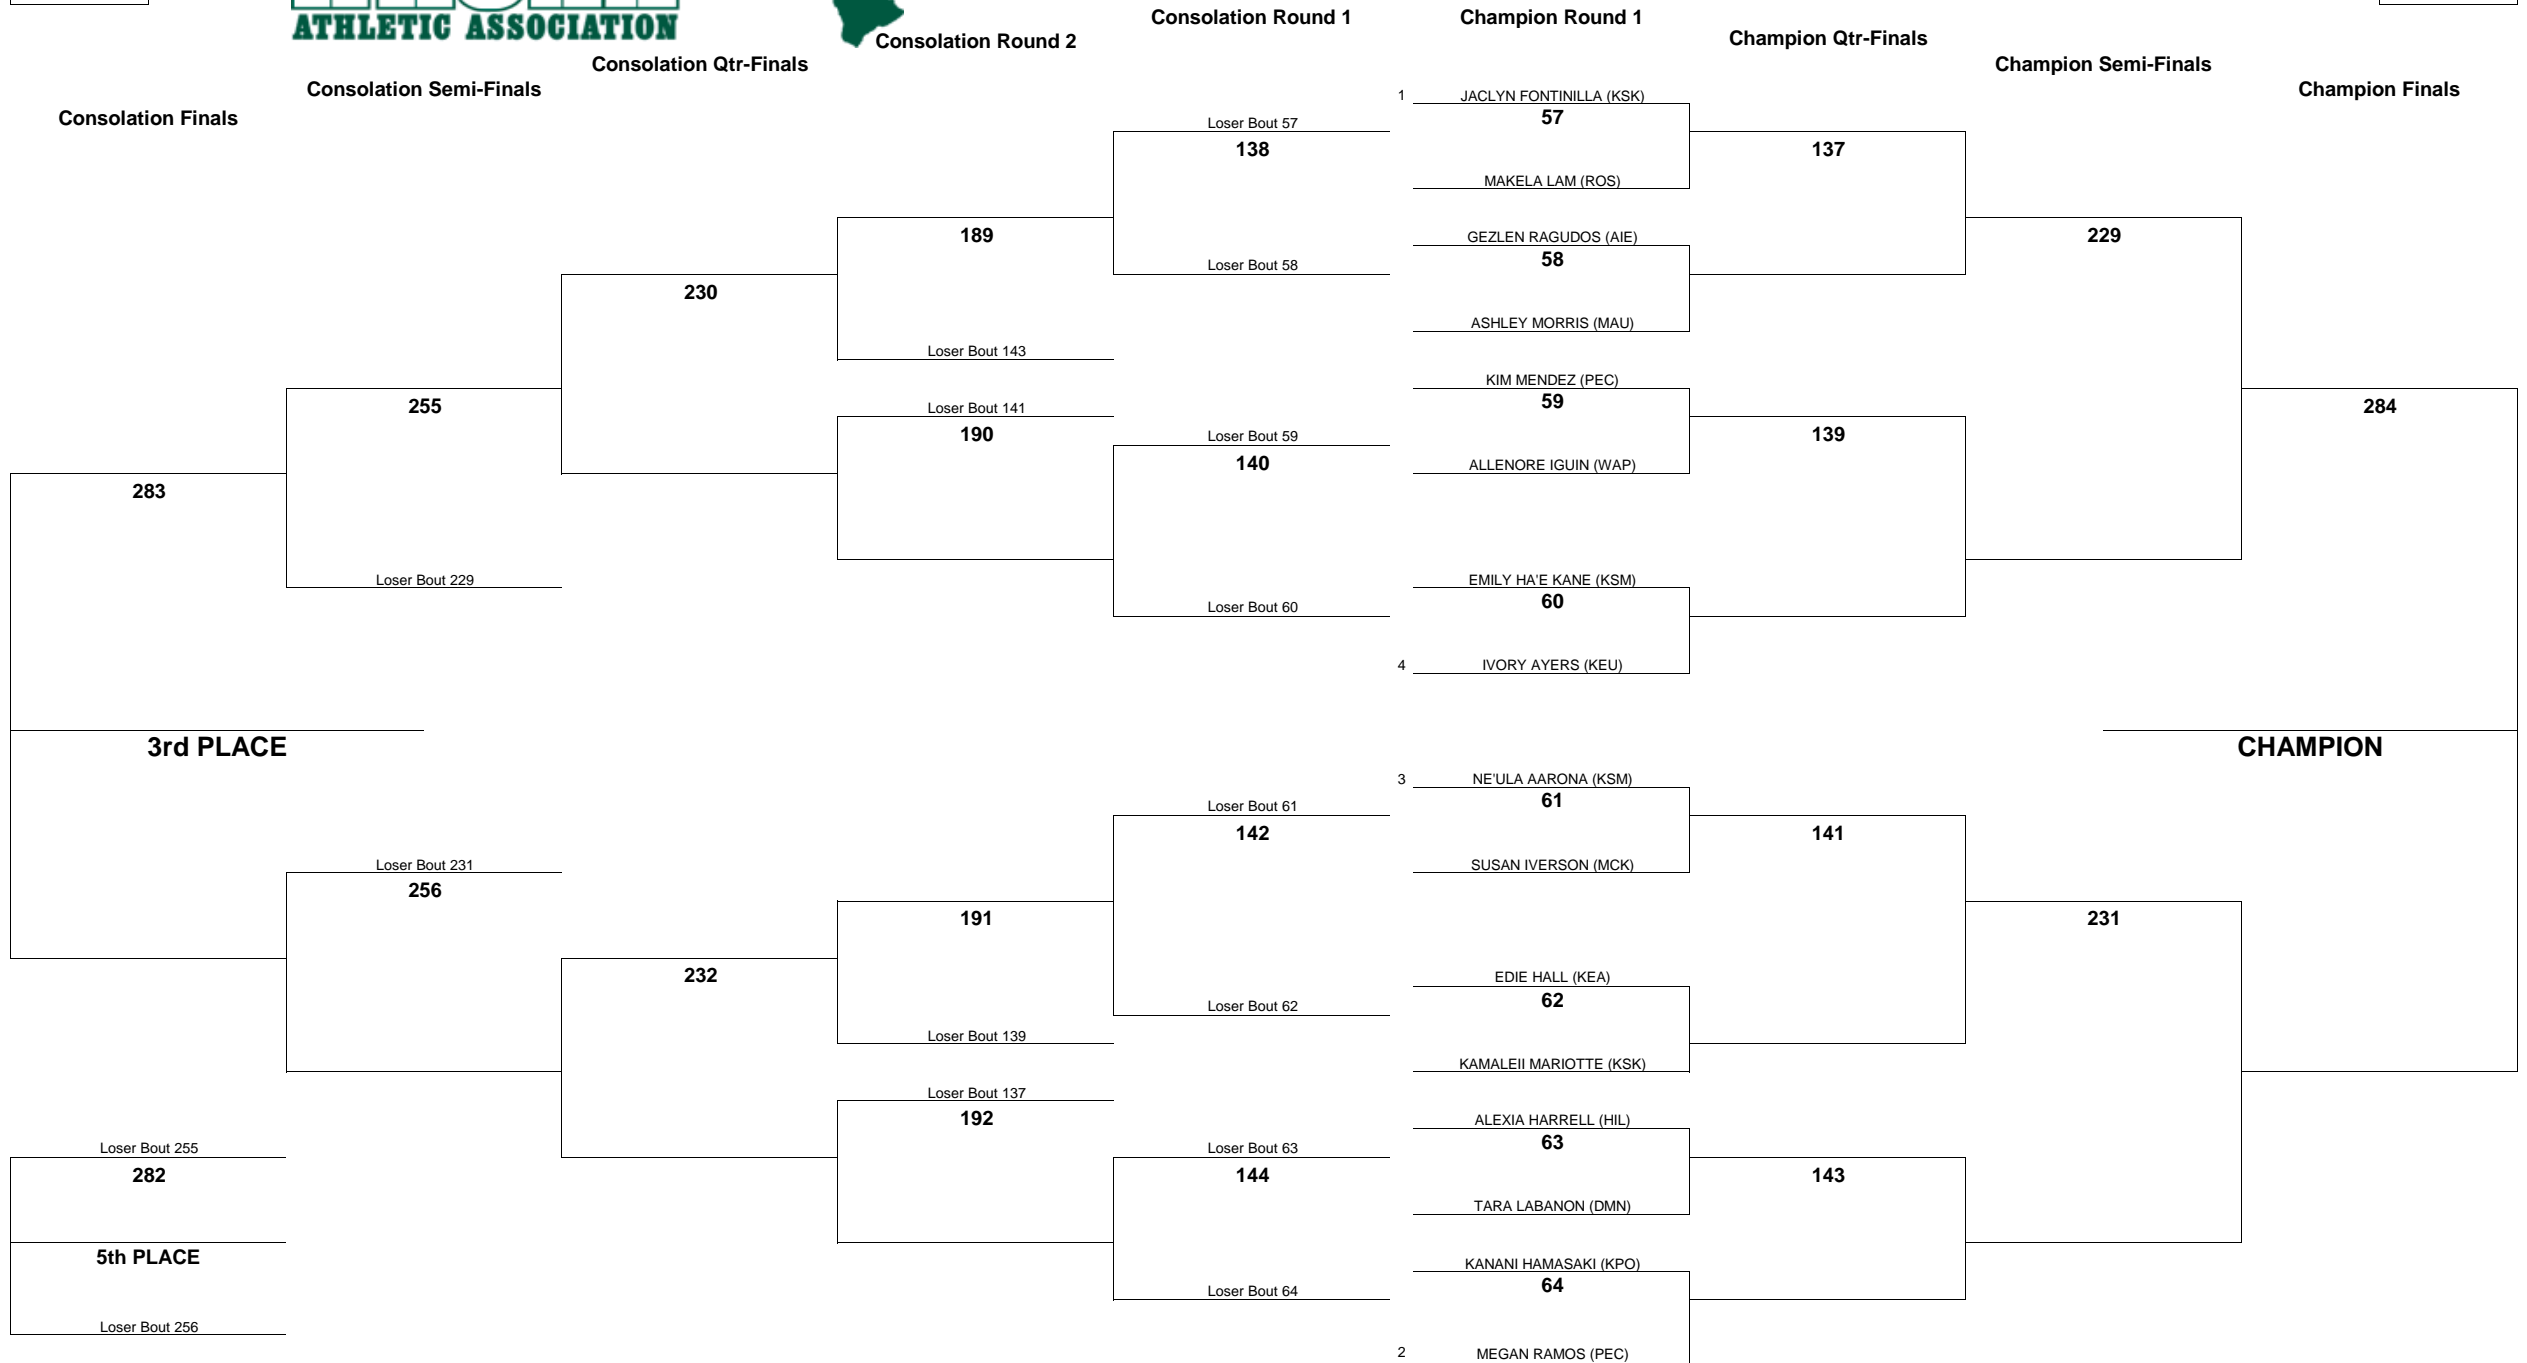 ATHLETIC ASSOCIATION
Consolation Round 1
Champion Round 1
Consolation Round 2
Champion Qtr-Finals
Consolation Qtr-Finals
Champion Semi-Finals
Consolation Semi-Finals
Champion Finals
Consolation Finals
1 JACLYN FONTINILLA (KSK)
57
MAKELA LAM (ROS)
GEZLEN RAGUDOS (AIE)
58
ASHLEY MORRIS (MAU)
KIM MENDEZ (PEC)
59
ALLENORE IGUIN (WAP)
EMILY HA'E KANE (KSM)
60
4 IVORY AYERS (KEU)
3 NE'ULA AARONA (KSM)
61
SUSAN IVERSON (MCK)
EDIE HALL (KEA)
62
KAMALEII MARIOTTE (KSK)
ALEXIA HARRELL (HIL)
63
TARA LABANON (DMN)
KANANI HAMASAKI (KPO)
64
2 MEGAN RAMOS (PEC)
137
139
141
143
229
231
284
CHAMPION
Loser Bout 57
138
Loser Bout 58
Loser Bout 59
140
Loser Bout 60
Loser Bout 61
142
Loser Bout 62
Loser Bout 63
144
Loser Bout 64
189
Loser Bout 143
Loser Bout 141
190
191
Loser Bout 139
Loser Bout 137
192
230
232
255
Loser Bout 229
Loser Bout 231
256
283
3rd PLACE
Loser Bout 255
282
5th PLACE
Loser Bout 256